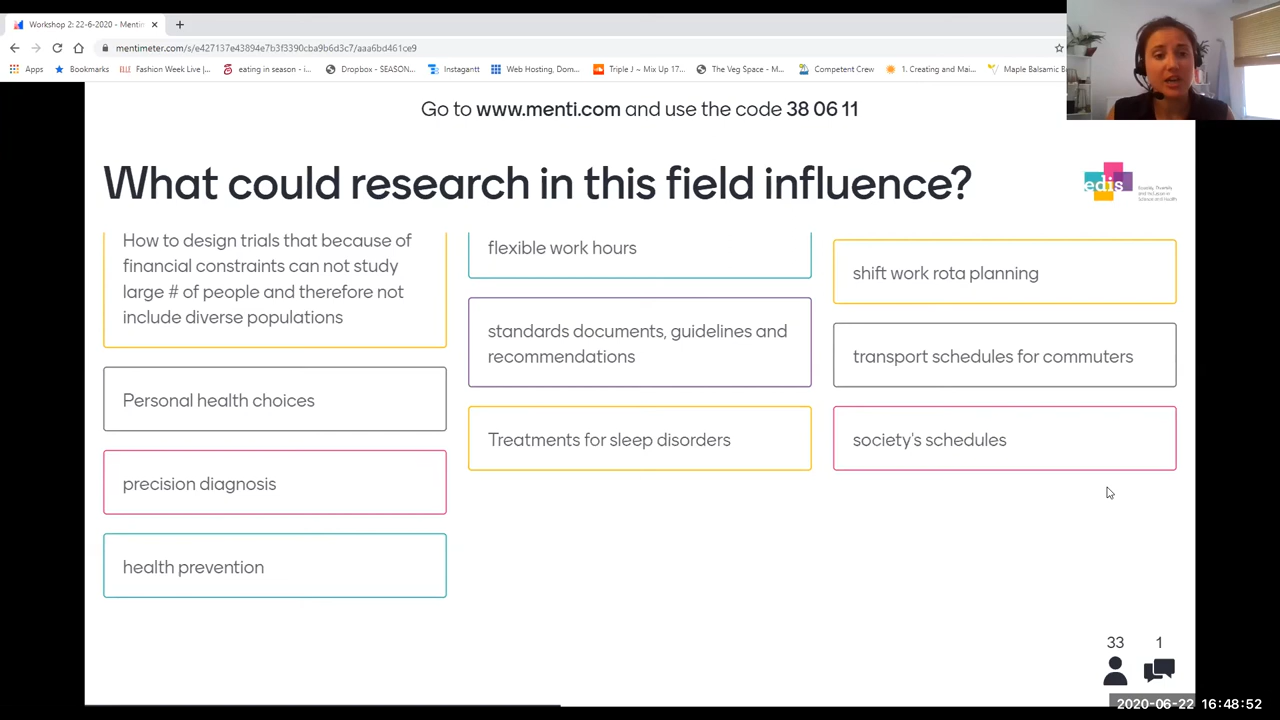 Workshop 2: 22-6-2020 - Mentim
mentimeter.com/s/e427137e43894e7b3f3390cba9b6d3c7/aaa6bd461ce9
Apps
Bookmarks
Fashion Week Live |...
eating in season - i...
Dropbox - SEASON...
Instagantt
Web Hosting, Dom...
Triple J ~ Mix Up 17...
The Veg Space - M...
Competent Crew
1. Creating and Mai...
Maple Balsamic B
Go to www.menti.com and use the code 38 06 11
What could research in this field influence?
edis
How to design trials that because of
financial constraints can not study
large # of people and therefore not
include diverse populations
Personal health choices
precision diagnosis
health prevention
flexible work hours
standards documents, guidelines and
recommendations
Treatments for sleep disorders
shift work rota planning
transport schedules for commuters
society's schedules
33
1
2020-06-22 16:48:52